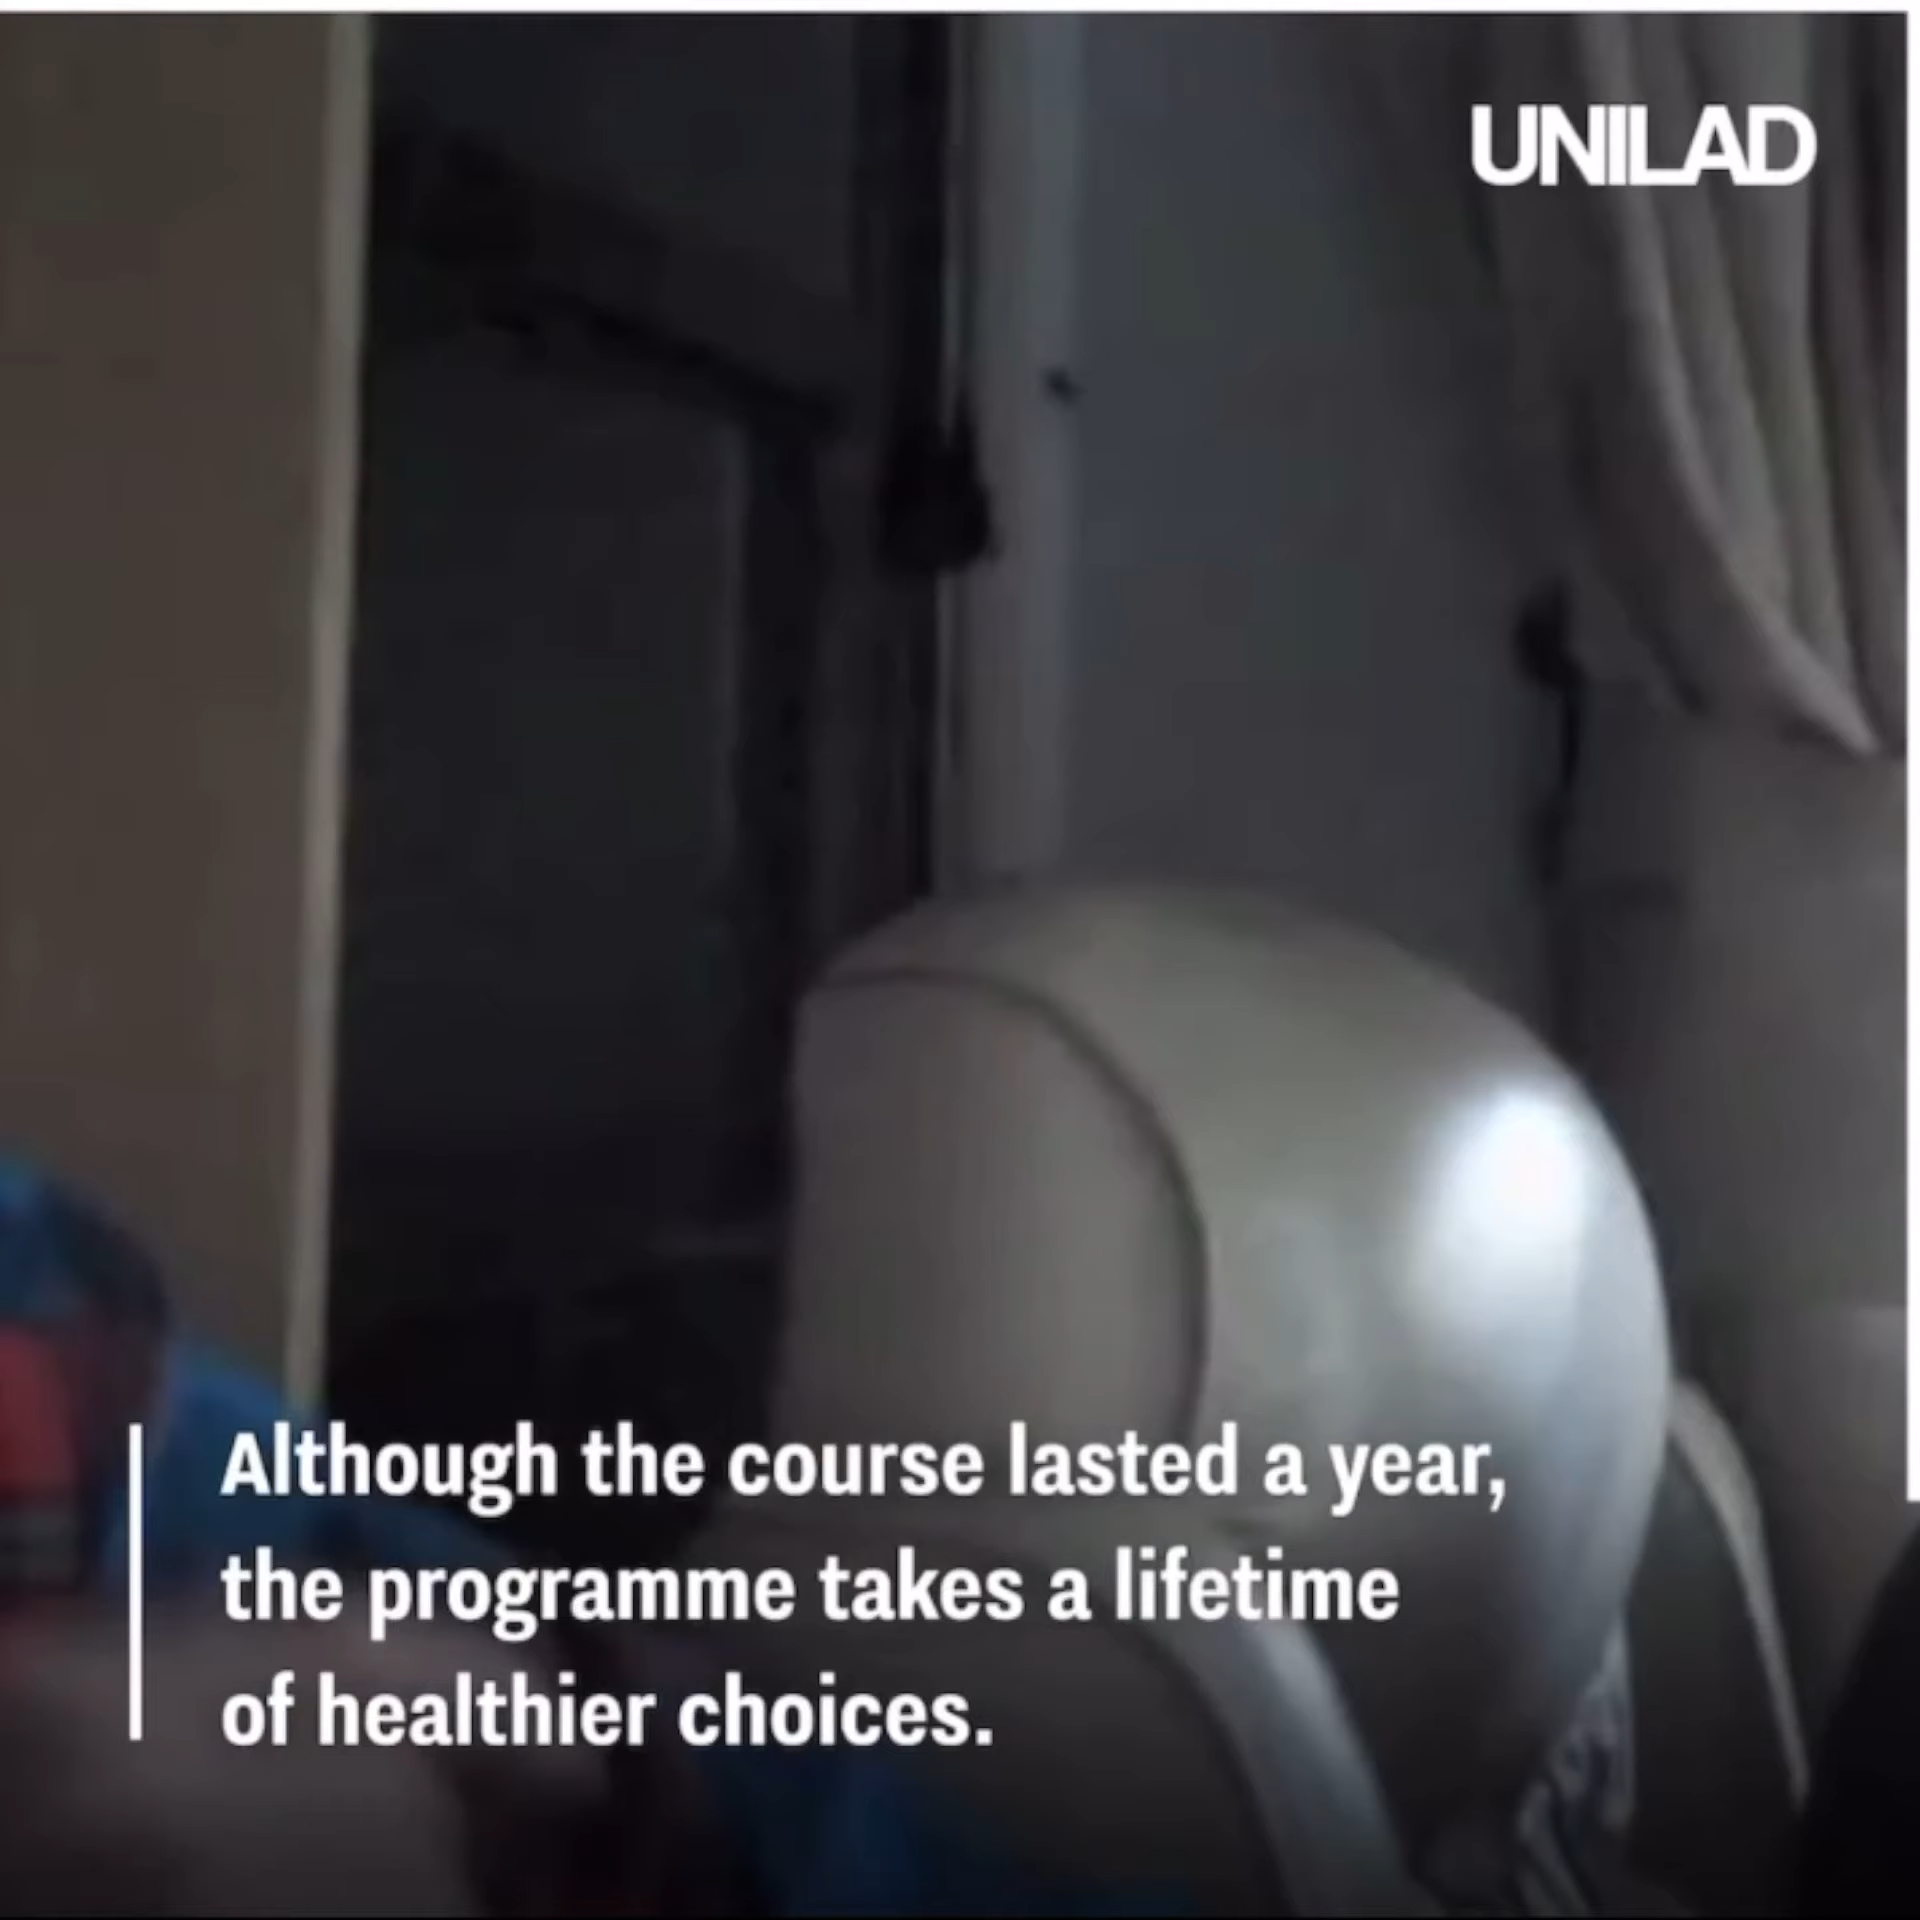 UNILAD
Although the course lasted a year,
the programme takes a lifetime
of healthier choices.